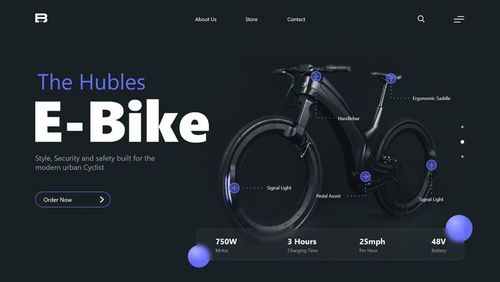 B
About Us
Store
Contact
The Hubles
E-Bike
Style, Security and safety built for the
modern urban Cyclist
Order Now
Handlebar
Ergonomic Saddle
Signal Light
Pedal Assist
Signal Light
750W
Motor
3 Hours
Charging Time
25mph
Per Hour
48V
Battery